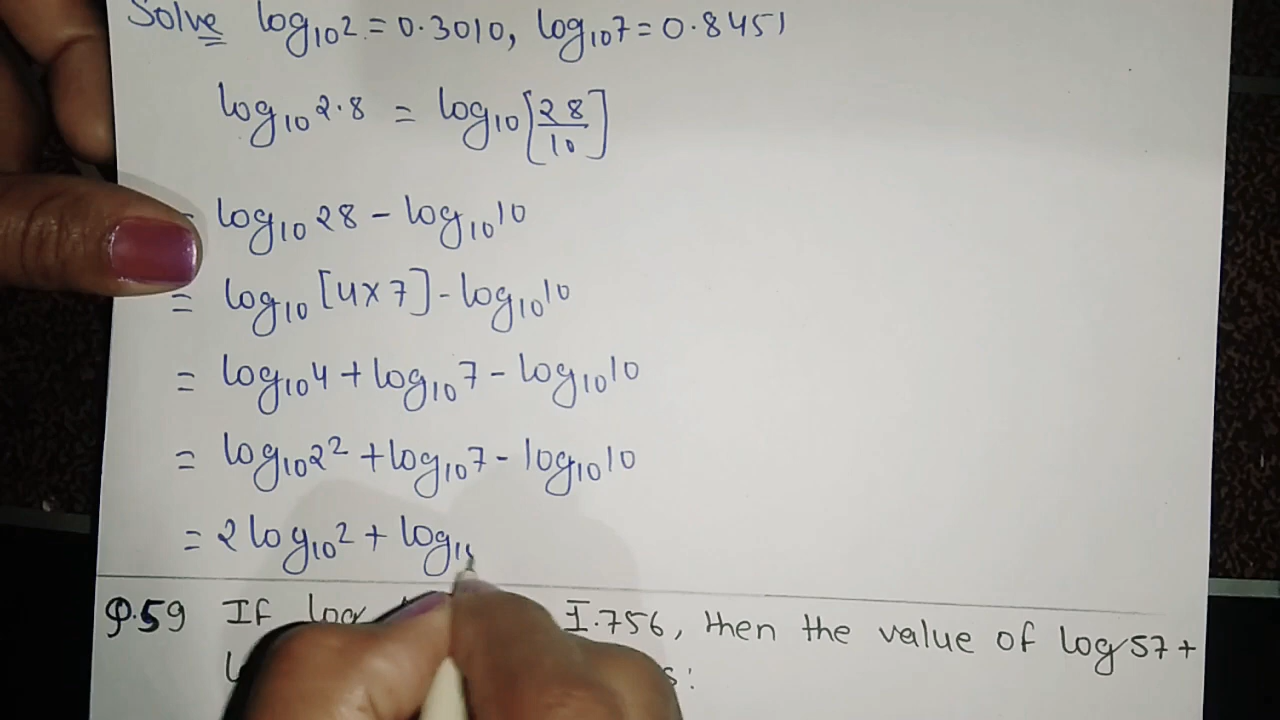 Solve log₁₀2 = 0.3010, log₁₀7 = 0.8451
log₁₀2.8 = log₁₀[28/10]
log₁₀28 - log₁₀10
= log₁₀[4×7] - log₁₀10
= log₁₀4 + log₁₀7 - log₁₀10
= log₁₀2² + log₁₀7 - log₁₀10
= 2 log₁₀2 + log₁
Q.59 If log 1̄.756, then the value of log 57 +